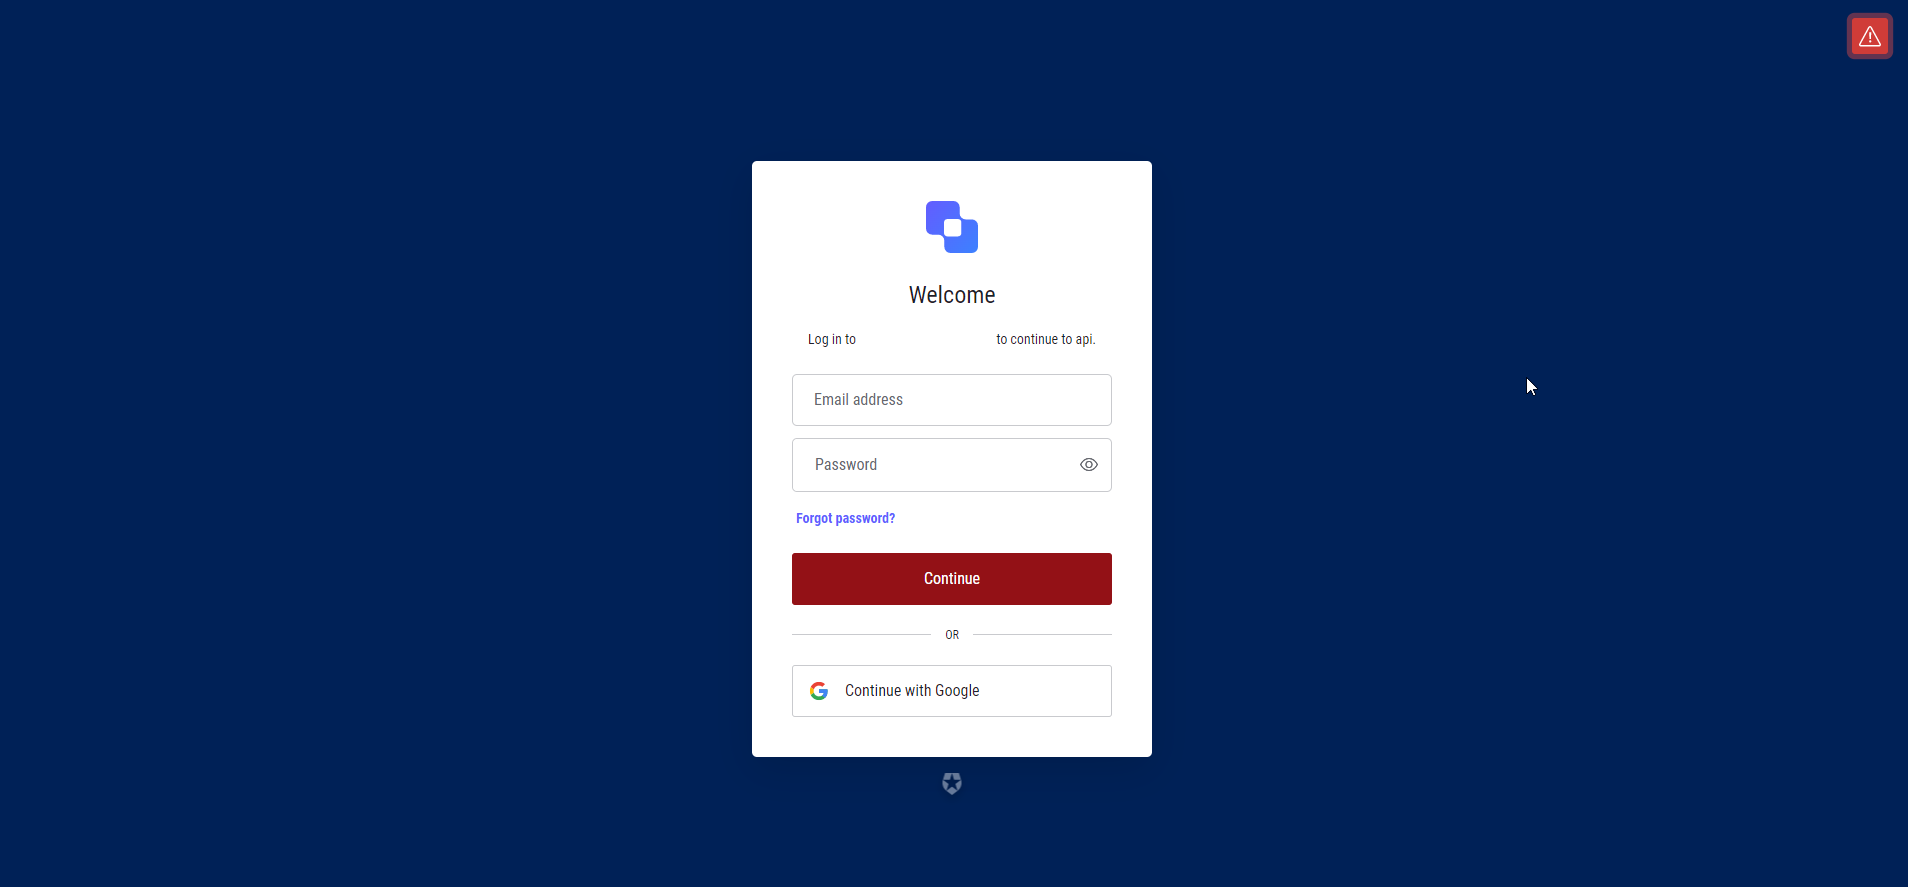 Welcome
Log in to to continue to api.
Email address
Password
Forgot password?
Continue
OR
Continue with Google